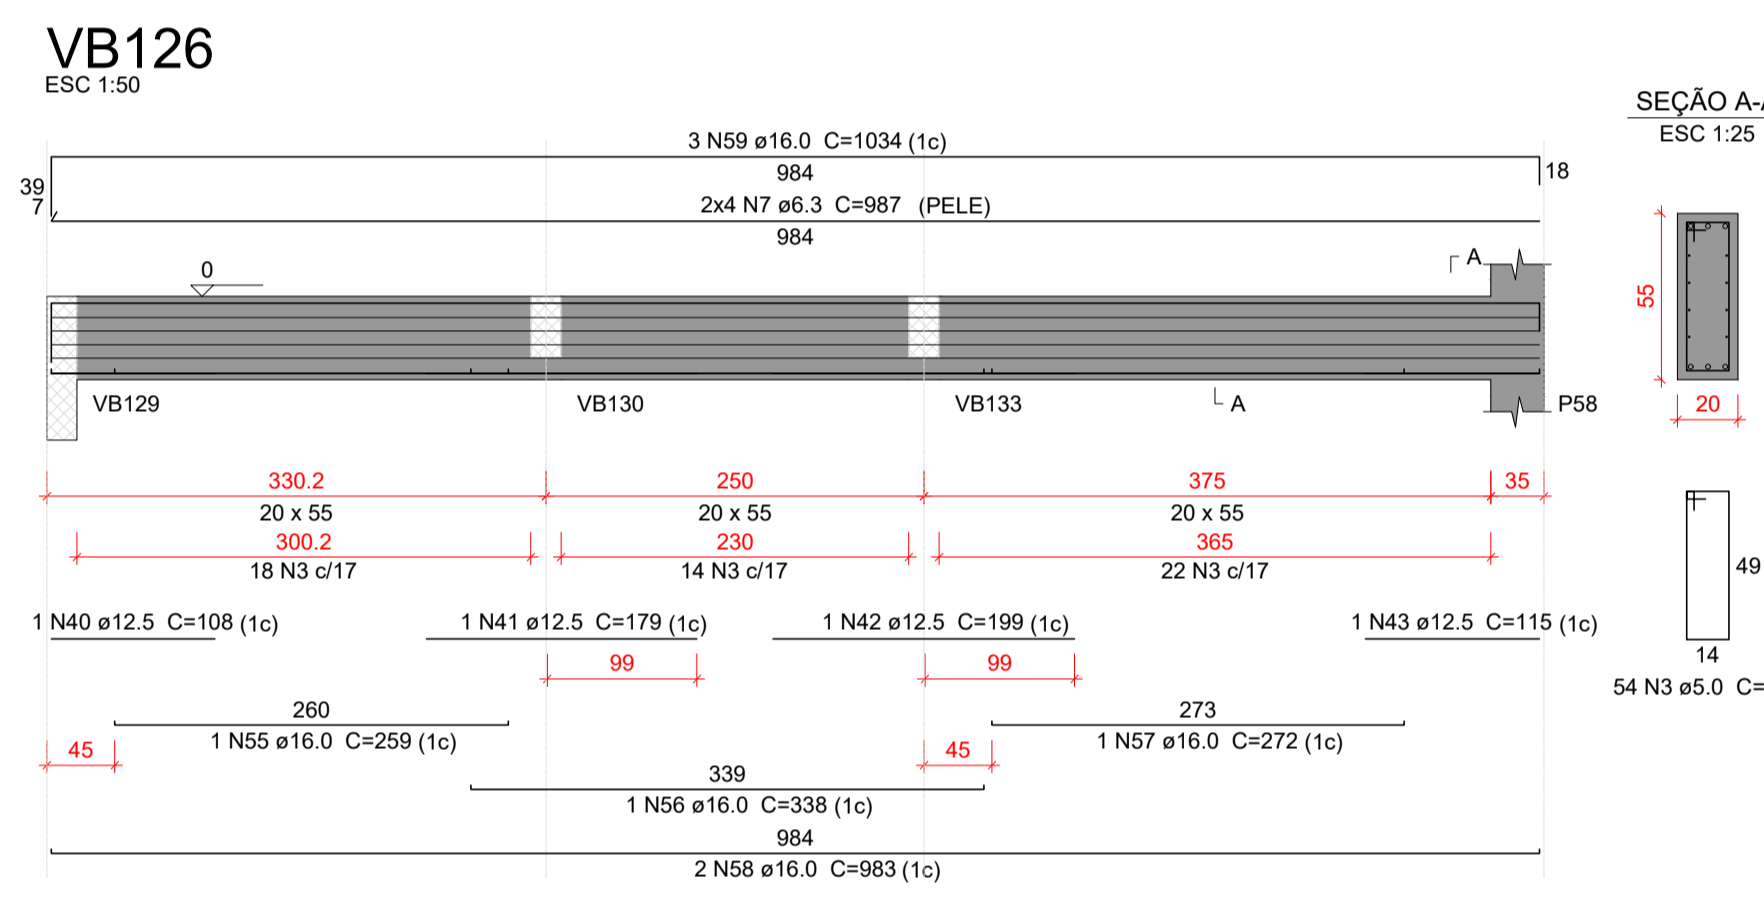 VB126
ESC 1:50
SEÇÃO A-
ESC 1:25
3 N59 ø16.0 C=1034 (1c)
984
39
18
7
2x4 N7 ø6.3 C=987 (PELE)
984
0
A
55
VB129
VB130
VB133
A
P58
20
330.2
250
375
35
20 x 55
20 x 55
20 x 55
300.2
230
365
18 N3 c/17
14 N3 c/17
22 N3 c/17
49
1 N40 ø12.5 C=108 (1c)
1 N41 ø12.5 C=179 (1c)
1 N42 ø12.5 C=199 (1c)
1 N43 ø12.5 C=115 (1c)
14
99
99
54 N3 ø5.0 C=
260
273
1 N55 ø16.0 C=259 (1c)
1 N57 ø16.0 C=272 (1c)
45
45
339
1 N56 ø16.0 C=338 (1c)
984
2 N58 ø16.0 C=983 (1c)